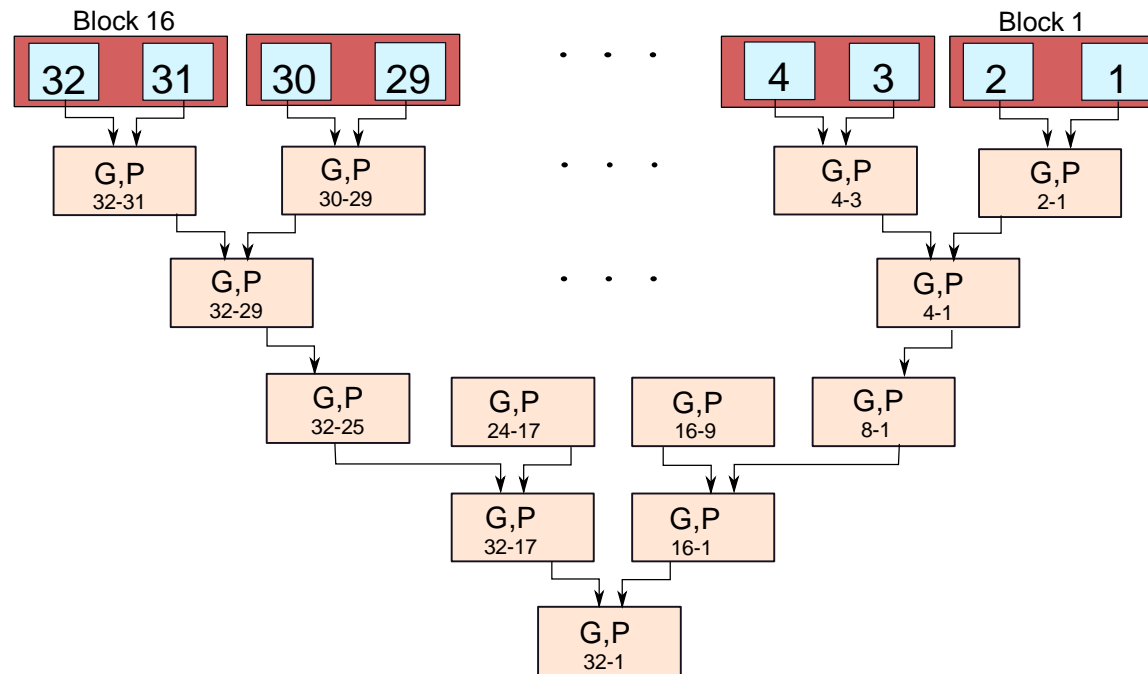 Block 16
Block 1
32 31 30 29 . . . 4 3 2 1
G,P G,P . . . G,P G,P
32-31 30-29 4-3 2-1
G,P . . . G,P
32-29 4-1
G,P G,P G,P G,P
32-25 24-17 16-9 8-1
G,P G,P
32-17 16-1
G,P
32-1